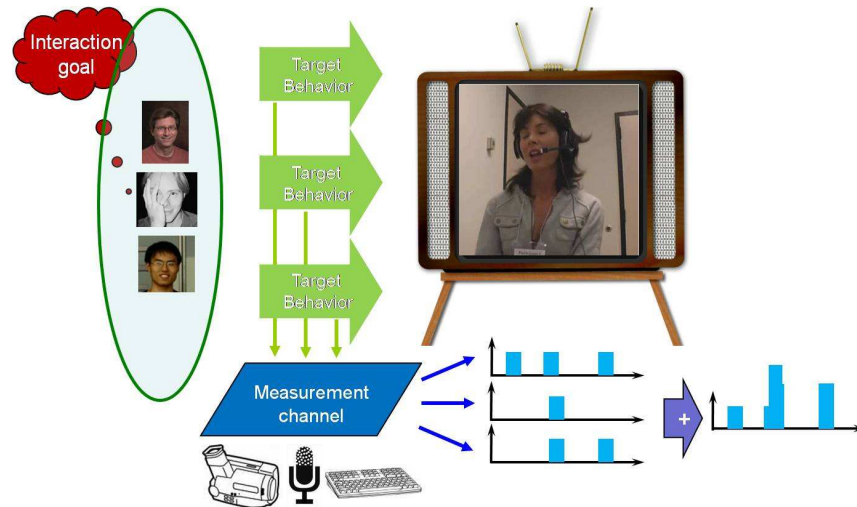 Interaction
goal
Target
Behavior
Target
Behavior
Target
Behavior
Measurement
channel
+